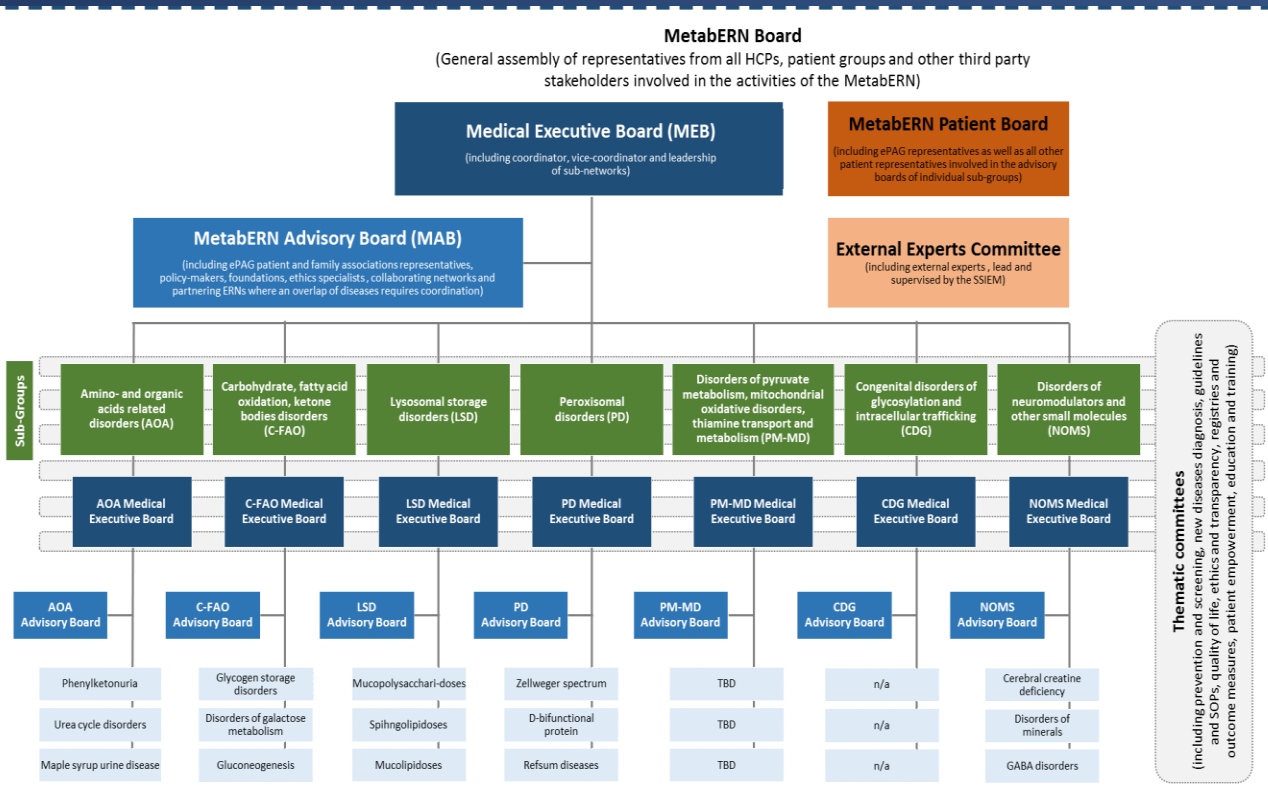 MetabERN Board
(General assembly of representatives from all HCPs, patient groups and other third party
stakeholders involved in the activities of the MetabERN)
Medical Executive Board (MEB)
(including coordinator, vice-coordinator and leadership
of sub-networks)
MetabERN Patient Board
(including ePAG representatives as well as all other
patient representatives involved in the advisory
boards of individual sub-groups)
MetabERN Advisory Board (MAB)
(including ePAG patient and family associations representatives,
policy-makers, foundations, ethics specialists , collaborating networks and
partnering ERNs where an overlap of diseases requires coordination)
External Experts Committee
(including external experts , lead and
supervised by the SSIEM)
Sub-Groups
Amino- and organic
acids related
disorders (AOA)
Carbohydrate, fatty acid
oxidation, ketone
bodies disorders
(C-FAO)
Lysosomal storage
disorders (LSD)
Peroxisomal
disorders (PD)
Disorders of pyruvate
metabolism, mitochondrial
oxidative disorders,
thiamine transport and
metabolism (PM-MD)
Congenital disorders of
glycosylation and
intracellular trafficking
(CDG)
Disorders of
neuromodulators and
other small molecules
(NOMS)
AOA Medical
Executive Board
C-FAO Medical
Executive Board
LSD Medical
Executive Board
PD Medical
Executive Board
PM-MD Medical
Executive Board
CDG Medical
Executive Board
NOMS Medical
Executive Board
AOA
Advisory Board
C-FAO
Advisory Board
LSD
Advisory Board
PD
Advisory Board
PM-MD
Advisory Board
CDG
Advisory Board
NOMS
Advisory Board
Phenylketonuria
Glycogen storage
disorders
Mucopolysacchari-doses
Zellweger spectrum
TBD
n/a
Cerebral creatine
deficiency
Urea cycle disorders
Disorders of galactose
metabolism
Spihngolipidoses
D-bifunctional
protein
TBD
n/a
Disorders of
minerals
Maple syrup urine disease
Gluconeogenesis
Mucolipidoses
Refsum diseases
TBD
n/a
GABA disorders
Thematic committees
(including prevention and screening, new diseases diagnosis, guidelines
and SOPs, quality of life, ethics and transparency, registries and
outcome measures, patient empowerment, education and training)